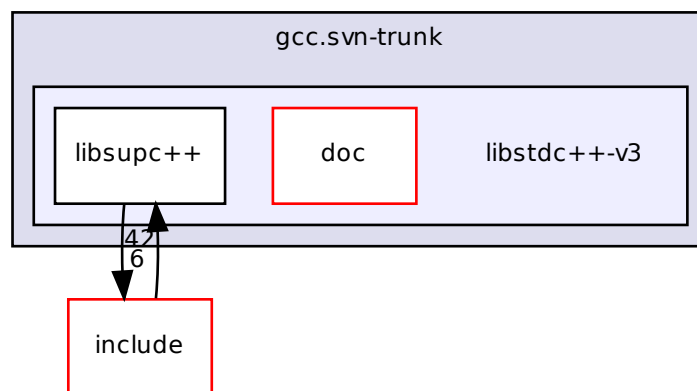 gcc.svn-trunk
libsupc++
doc
libstdc++-v3
42
6
include